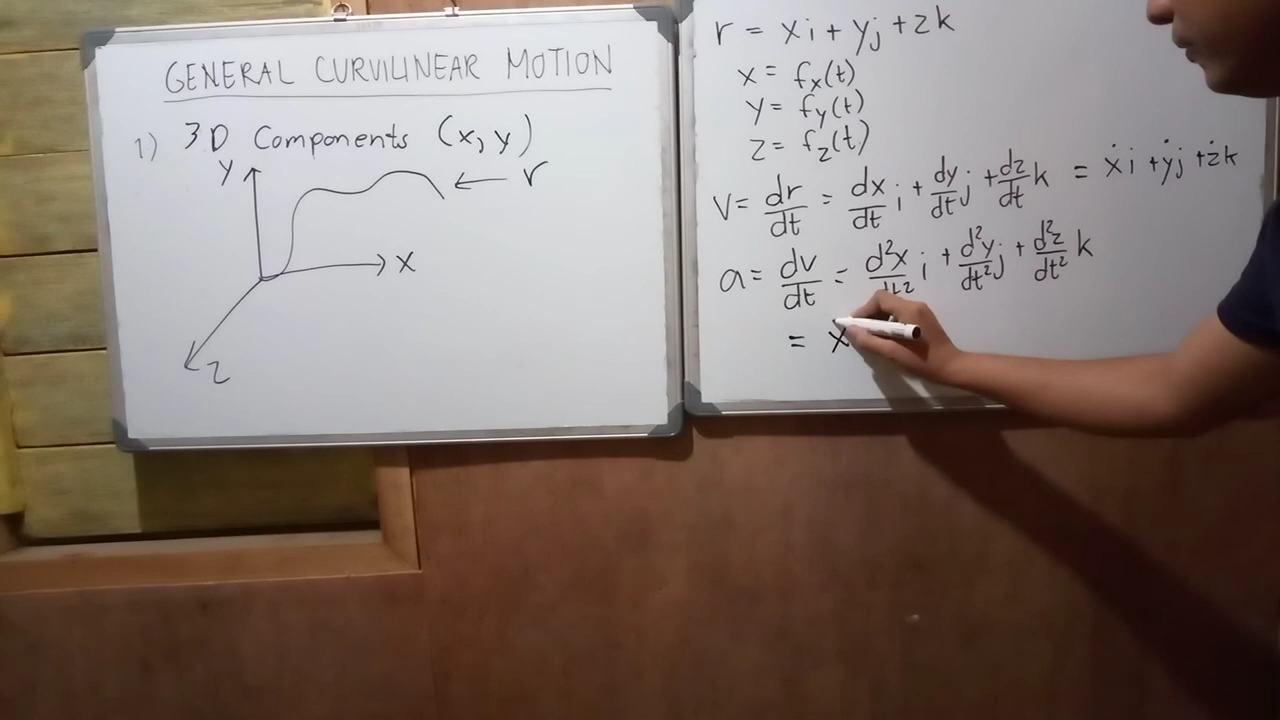 GENERAL CURVILINEAR MOTION
1) 3D Components (x, y)
y
r
x
z
r = xi + yj + zk
x = fx(t)
y = fy(t)
z = fz(t)
v = dr/dt = dx/dt i + dy/dt j + dz/dt k = ẋi + ẏj + żk
a = dv/dt = d²x/dt² i + d²y/dt² j + d²z/dt² k
= x